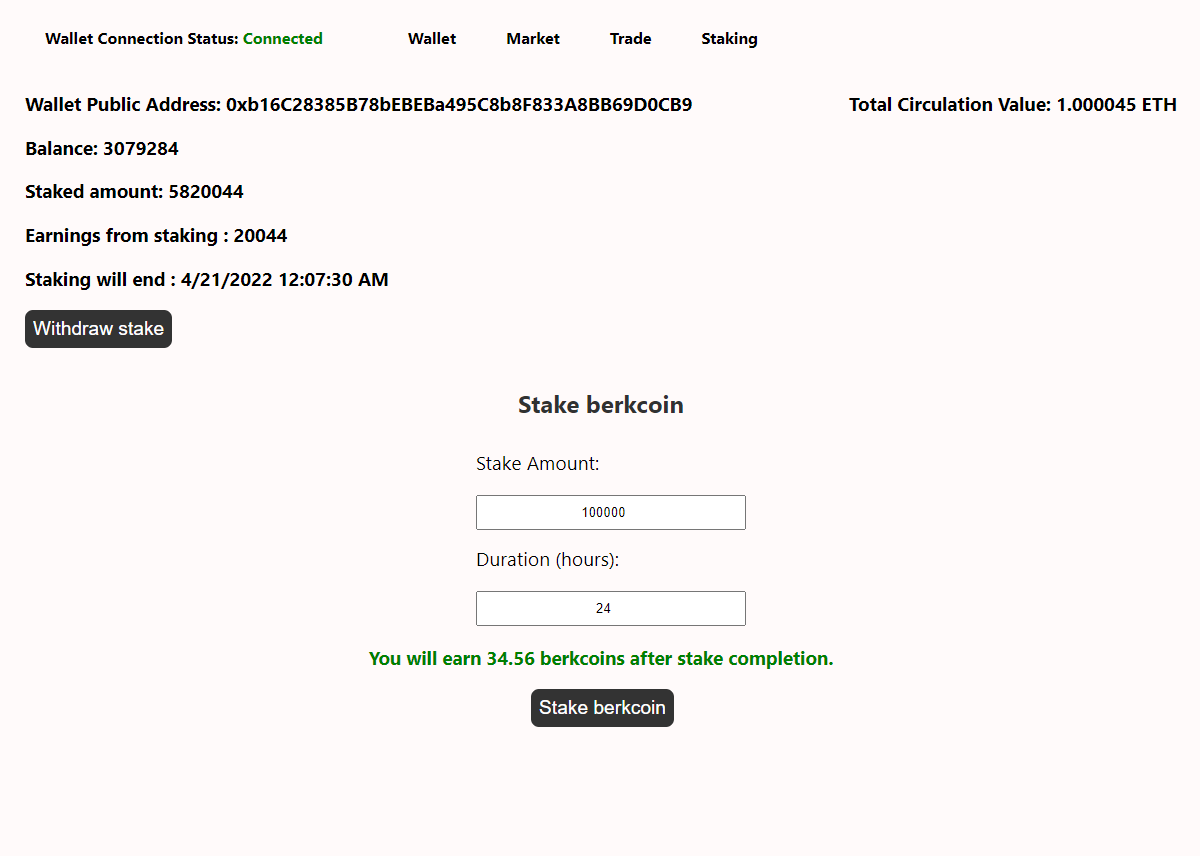 Wallet Connection Status: Connected Wallet Market Trade Staking
Wallet Public Address: 0xb16C28385B78bEBEBa495C8b8F833A8BB69D0CB9 Total Circulation Value: 1.000045 ETH
Balance: 3079284
Staked amount: 5820044
Earnings from staking : 20044
Staking will end : 4/21/2022 12:07:30 AM
Withdraw stake
Stake berkcoin
Stake Amount:
100000
Duration (hours):
24
You will earn 34.56 berkcoins after stake completion.
Stake berkcoin